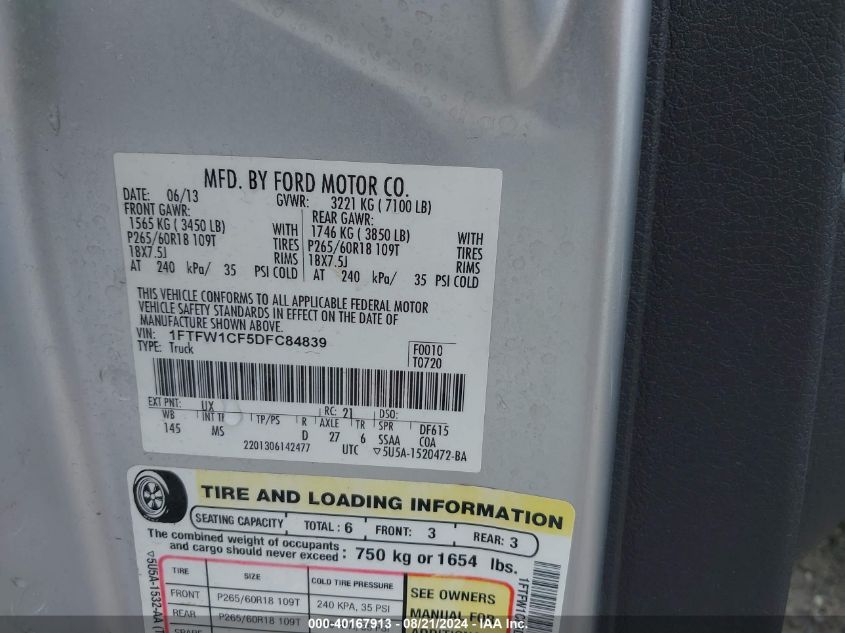 MFD. BY FORD MOTOR CO.
DATE: 06/13 GVWR: 3221 KG ( 7100 LB)
FRONT GAWR: REAR GAWR:
1565 KG ( 3450 LB) WITH 1746 KG ( 3850 LB) WITH
P265/60R18 109T TIRES P265/60R18 109T TIRES
18X7.5J RIMS 18X7.5J RIMS
AT 240 kPa/ 35 PSI COLD AT 240 kPa/ 35 PSI COLD
THIS VEHICLE CONFORMS TO ALL APPLICABLE FEDERAL MOTOR
VEHICLE SAFETY STANDARDS IN EFFECT ON THE DATE OF
MANUFACTURE SHOWN ABOVE.
VIN: 1FTFW1CF5DFC84839 F0010
TYPE: Truck T0720
EXT PNT: UX RC: 21 DSO:
WB INT TR TP/PS R AXLE TR SPR DF615
145 MS D 27 6 SSAA COA
2201306142477 UTC ▽5U5A-1520472-BA
TIRE AND LOADING INFORMATION
SEATING CAPACITY TOTAL : 6 FRONT: 3 REAR: 3
The combined weight of occupants
and cargo should never exceed : 750 kg or 1654 lbs.
TIRE SIZE COLD TIRE PRESSURE SEE OWNERS
FRONT P265/60R18 109T 240 KPA, 35 PSI MANUAL FOR
REAR P265/60R18 109T
▽5U5A-1532-AA
1FTFW1
000-40167913 - 08/21/2024 - IAA Inc.